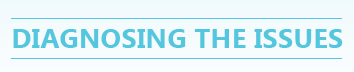 DIAGNOSING THE ISSUES